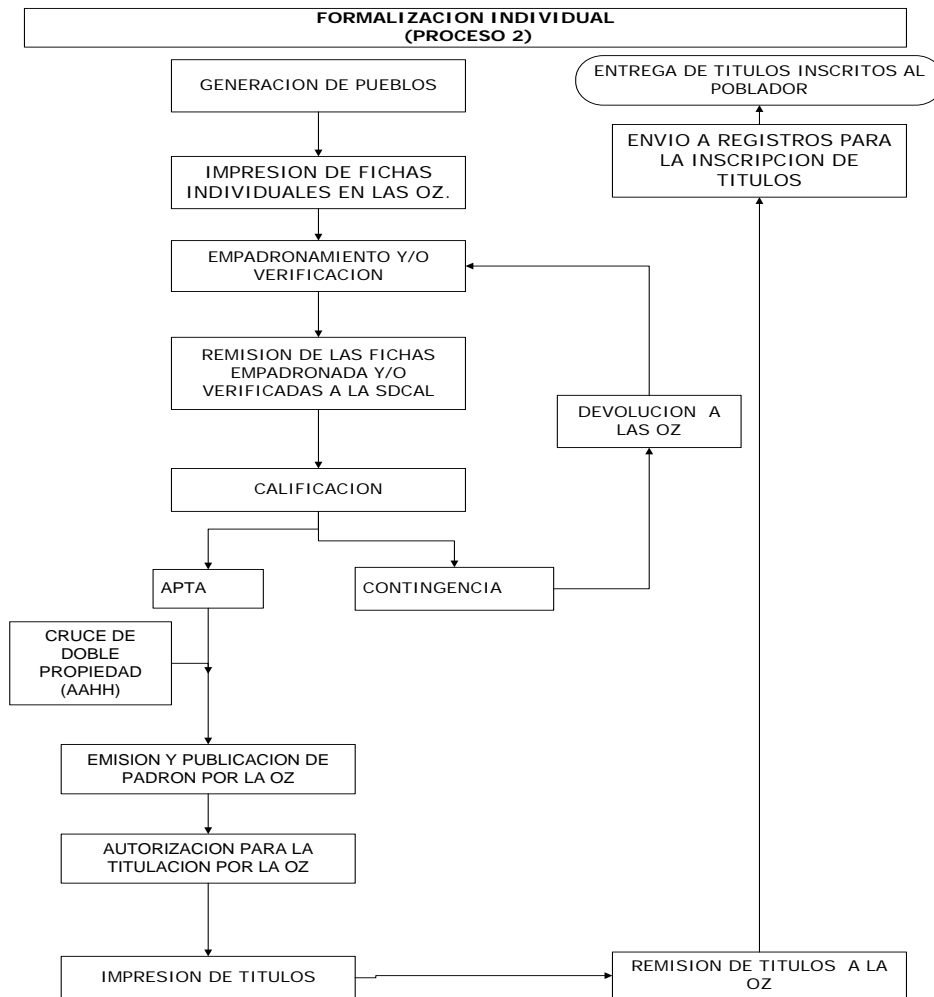 FORMALIZACION INDIVIDUAL
(PROCESO 2)
GENERACION DE PUEBLOS
IMPRESION DE FICHAS
INDIVIDUALES EN LAS OZ.
EMPADRONAMIENTO Y/O
VERIFICACION
REMISION DE LAS FICHAS
EMPADRONADA Y/O
VERIFICADAS A LA SDCAL
CALIFICACION
APTA
CONTINGENCIA
DEVOLUCION A
LAS OZ
CRUCE DE
DOBLE
PROPIEDAD
(AAHH)
EMISION Y PUBLICACION DE
PADRON POR LA OZ
AUTORIZACION PARA LA
TITULACION POR LA OZ
IMPRESION DE TITULOS
REMISION DE TITULOS A LA
OZ
ENVIO A REGISTROS PARA
LA INSCRIPCION DE
TITULOS
ENTREGA DE TITULOS INSCRITOS AL
POBLADOR